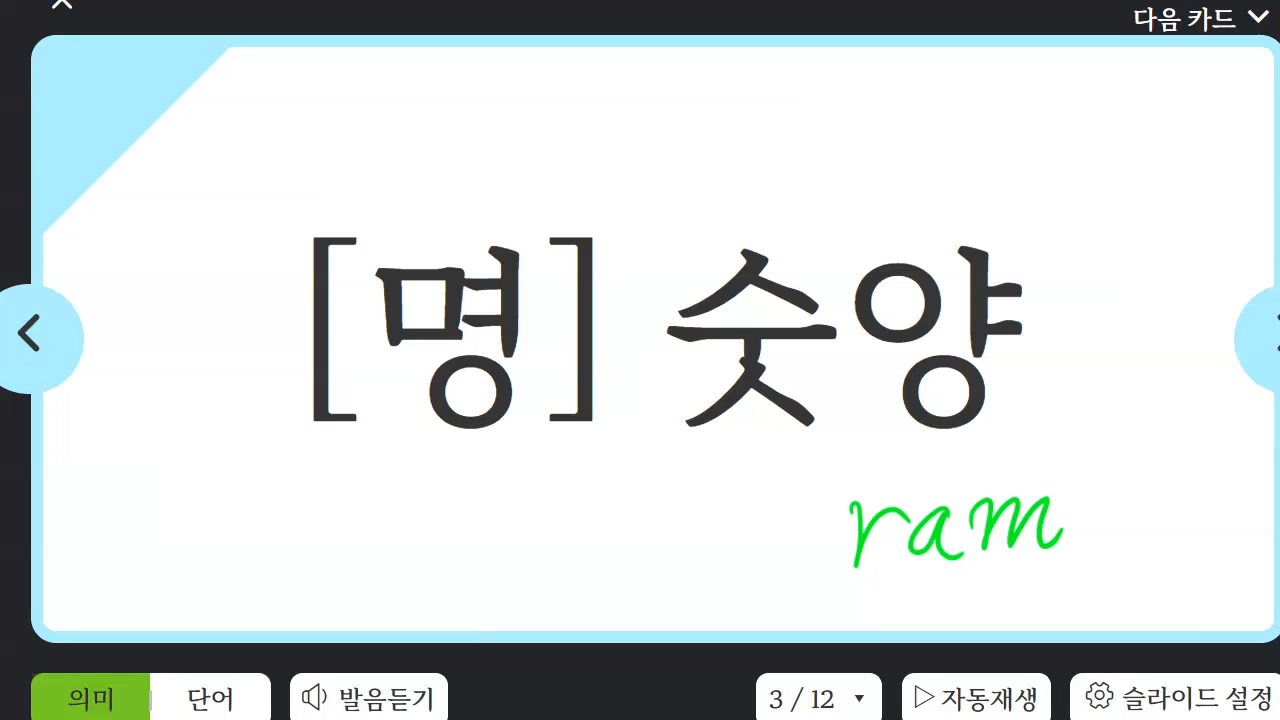 다음 카드
[명] 숫양
ram
의미 단어 발음듣기 3 / 12 자동재생 슬라이드 설정